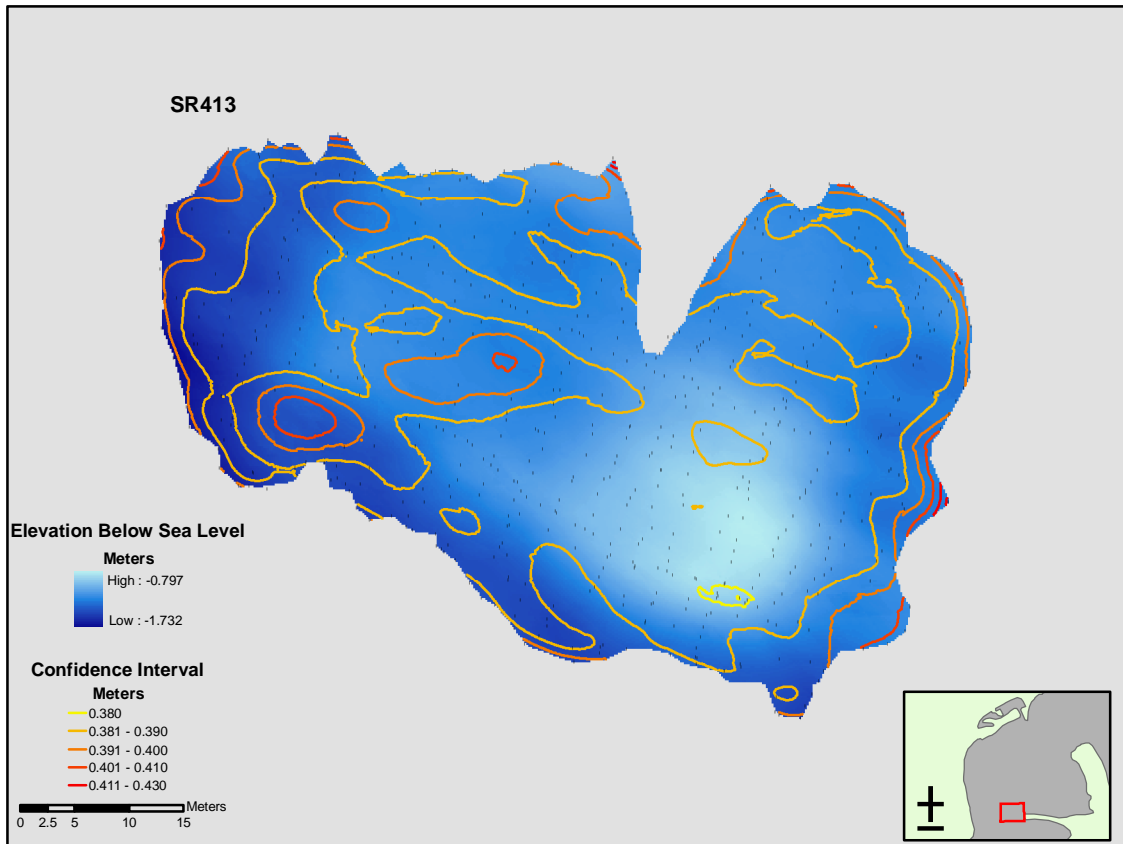 SR413
Elevation Below Sea Level
Meters
High : -0.797
Low : -1.732
Confidence Interval
Meters
0.380
0.381 - 0.390
0.391 - 0.400
0.401 - 0.410
0.411 - 0.430
Meters
0 2.5 5 10 15